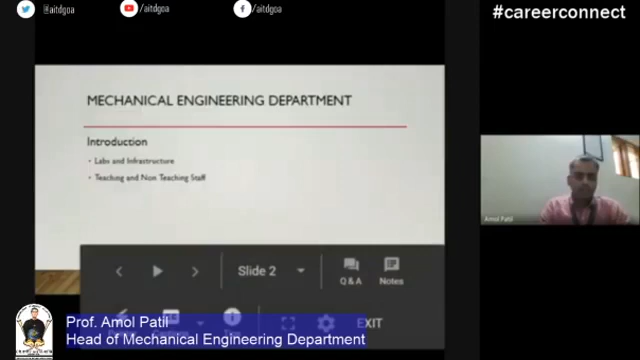 @aitdgoa
/aitdgoa
/aitdgoa
#careerconnect
MECHANICAL ENGINEERING DEPARTMENT
Introduction
• Labs and Infrastructure
• Teaching and Non Teaching Staff
Amol Patil
Slide 2
Q & A
Notes
EXIT
Prof. Amol Patil
Head of Mechanical Engineering Department